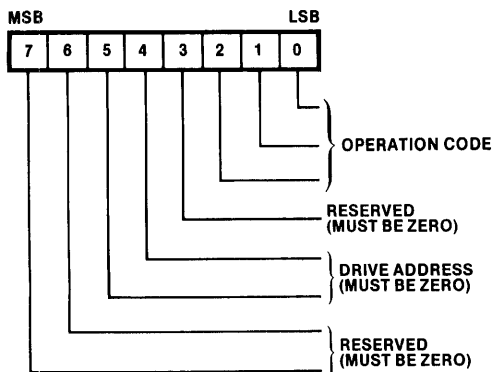 MSB LSB
7 6 5 4 3 2 1 0
OPERATION CODE
RESERVED
(MUST BE ZERO)
DRIVE ADDRESS
(MUST BE ZERO)
RESERVED
(MUST BE ZERO)